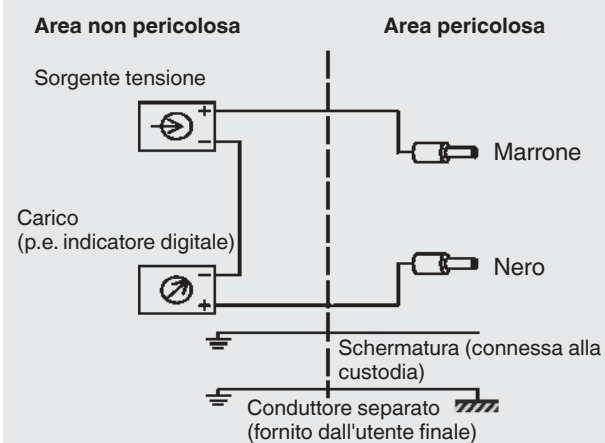 Area non pericolosa
Area pericolosa
Sorgente tensione
+
−
Marrone
Carico
(p.e. indicatore digitale)
−
+
Nero
Schermatura (connessa alla
custodia)
Conduttore separato
(fornito dall'utente finale)